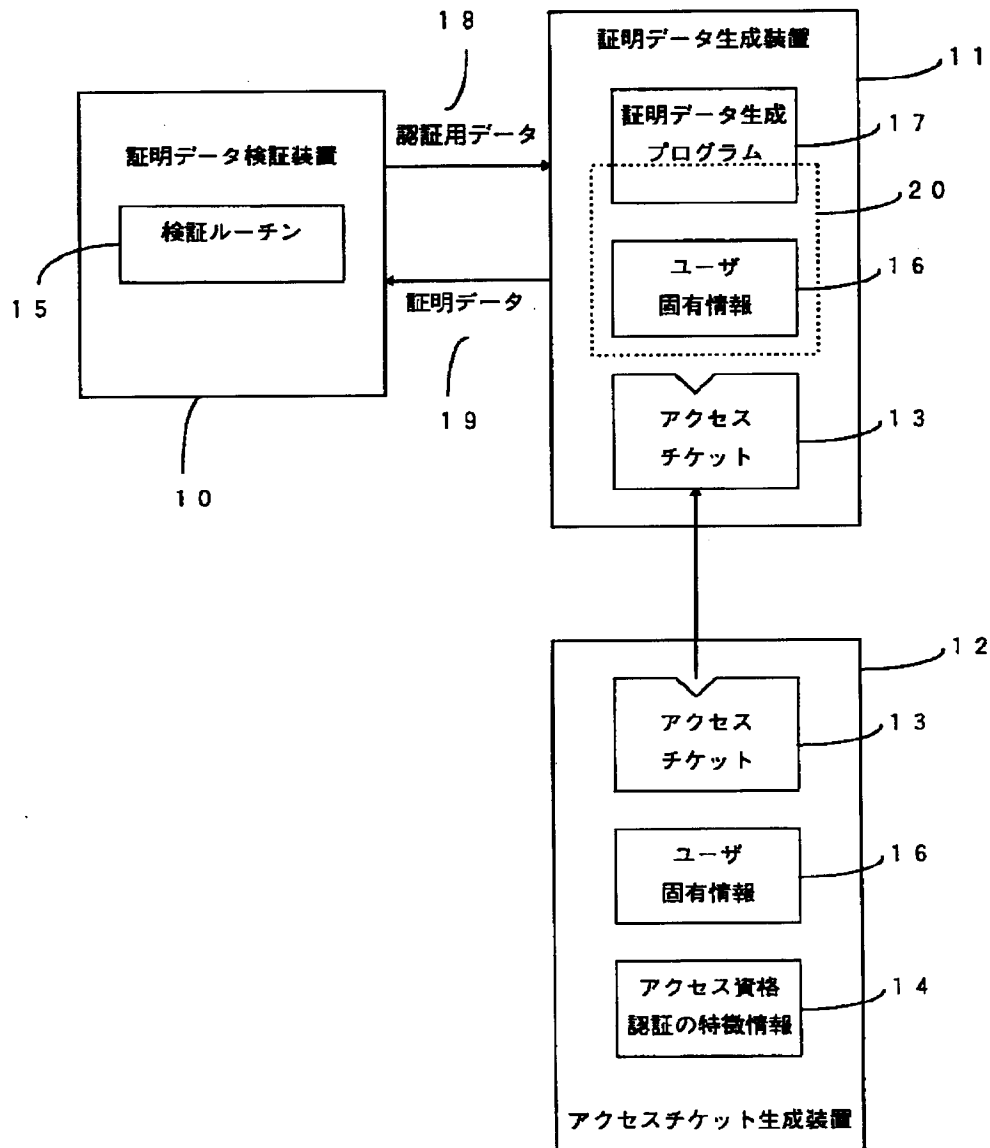 18
証明データ生成装置
11
認証用データ
証明データ生成
プログラム
17
証明データ検証装置
20
検証ルーチン
ユーザ
固有情報
16
15
証明データ
19
アクセス
チケット
13
10
12
アクセス
チケット
13
ユーザ
固有情報
16
アクセス資格
認証の特徴情報
14
アクセスチケット生成装置